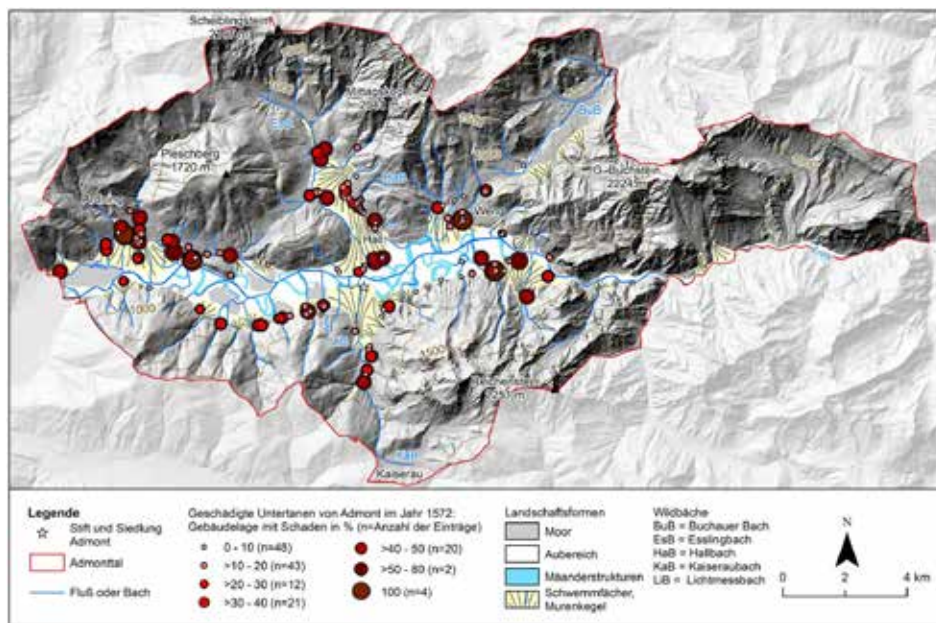 Scheiblingstein
Pleschberg
1720 m
G-Buchstein
2224 m
BuB
Hall
Weng
1000
Kaiserau
Legende
Stift und Siedlung
Admont
Admonttal
Fluß oder Bach
Geschädigte Untertanen von Admont im Jahr 1572:
Gebäudelage mit Schaden in % (n=Anzahl der Einträge)
0 - 10 (n=48)
>10 - 20 (n=43)
>20 - 30 (n=12)
>30 - 40 (n=21)
>40 - 50 (n=20)
>50 - 80 (n=2)
100 (n=4)
Landschaftsformen
Moor
Aubereich
Mäanderstrukturen
Schwemmfächer,
Murenkegel
Wildbäche
BuB = Buchauer Bach
EsB = Esslingbach
HaB = Hallbach
KaB = Kaiseraubach
LiB = Lichtmessbach
N
0 2 4 km